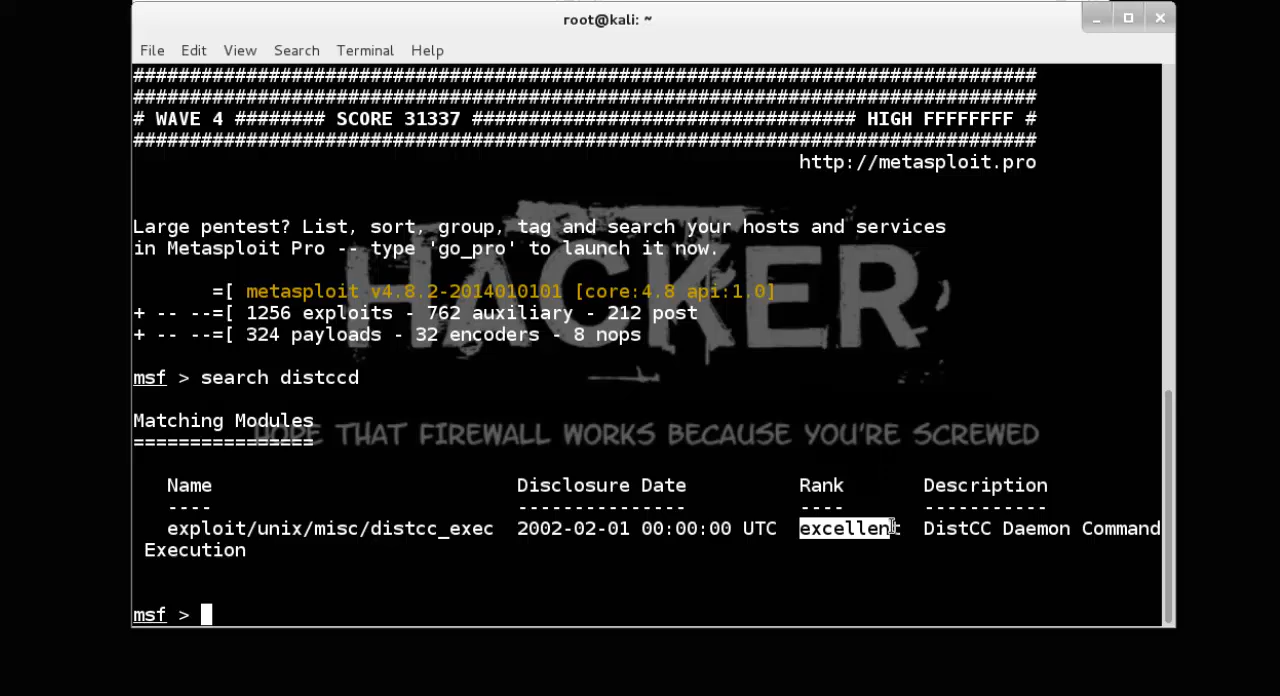 root@kali: ~
File Edit View Search Terminal Help
################################################################################
################################################################################
# WAVE 4 ######## SCORE 31337 ################################## HIGH FFFFFFFF #
################################################################################
http://metasploit.pro
Large pentest? List, sort, group, tag and search your hosts and services
in Metasploit Pro -- type 'go_pro' to launch it now.
HACKER
=[ metasploit v4.8.2-2014010101 [core:4.8 api:1.0]
+ -- --=[ 1256 exploits - 762 auxiliary - 212 post
+ -- --=[ 324 payloads - 32 encoders - 8 nops
msf > search distccd
Matching Modules
================
HOPE THAT FIREWALL WORKS BECAUSE YOU'RE SCREWED
Name Disclosure Date Rank Description
---- --------------- ---- -----------
exploit/unix/misc/distcc_exec 2002-02-01 00:00:00 UTC excellent DistCC Daemon Command
Execution
msf >